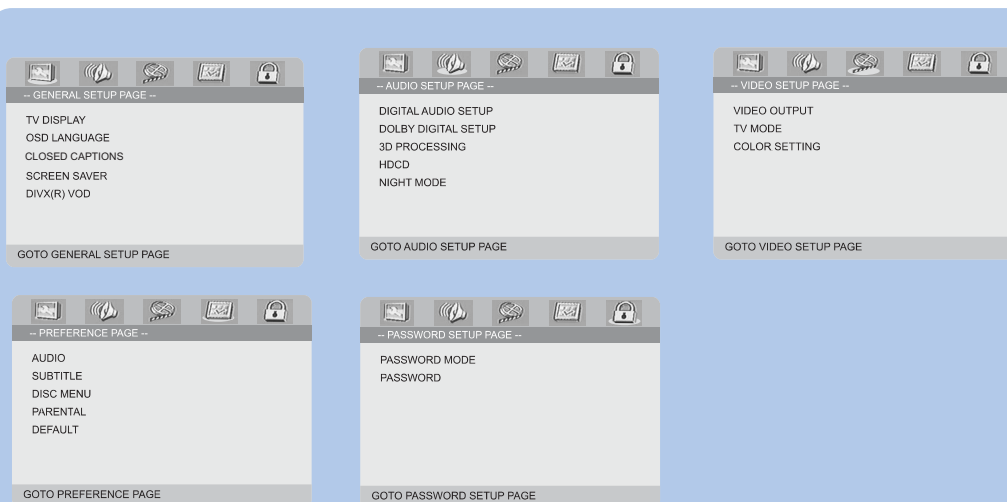 -- GENERAL SETUP PAGE --
TV DISPLAY
OSD LANGUAGE
CLOSED CAPTIONS
SCREEN SAVER
DIVX(R) VOD
GOTO GENERAL SETUP PAGE
-- AUDIO SETUP PAGE --
DIGITAL AUDIO SETUP
DOLBY DIGITAL SETUP
3D PROCESSING
HDCD
NIGHT MODE
GOTO AUDIO SETUP PAGE
-- VIDEO SETUP PAGE --
VIDEO OUTPUT
TV MODE
COLOR SETTING
GOTO VIDEO SETUP PAGE
-- PREFERENCE PAGE --
AUDIO
SUBTITLE
DISC MENU
PARENTAL
DEFAULT
GOTO PREFERENCE PAGE
-- PASSWORD SETUP PAGE --
PASSWORD MODE
PASSWORD
GOTO PASSWORD SETUP PAGE